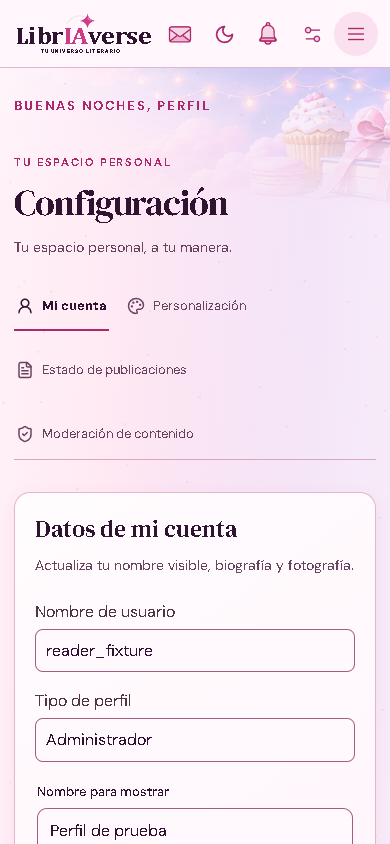 LibrIAverse
TU UNIVERSO LITERARIO
BUENAS NOCHES, PERFIL
TU ESPACIO PERSONAL
Configuración
Tu espacio personal, a tu manera.
Mi cuenta
Personalización
Estado de publicaciones
Moderación de contenido
Datos de mi cuenta
Actualiza tu nombre visible, biografía y fotografía.
Nombre de usuario
reader_fixture
Tipo de perfil
Administrador
Nombre para mostrar
Perfil de prueba